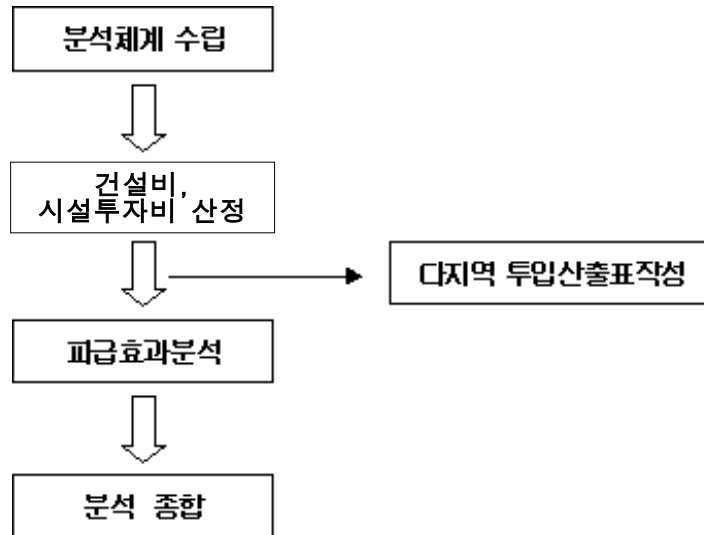 분석체계 수립
건설비,
시설투자비 산정
다지역 투입산출표작성
파급효과분석
분석 종합